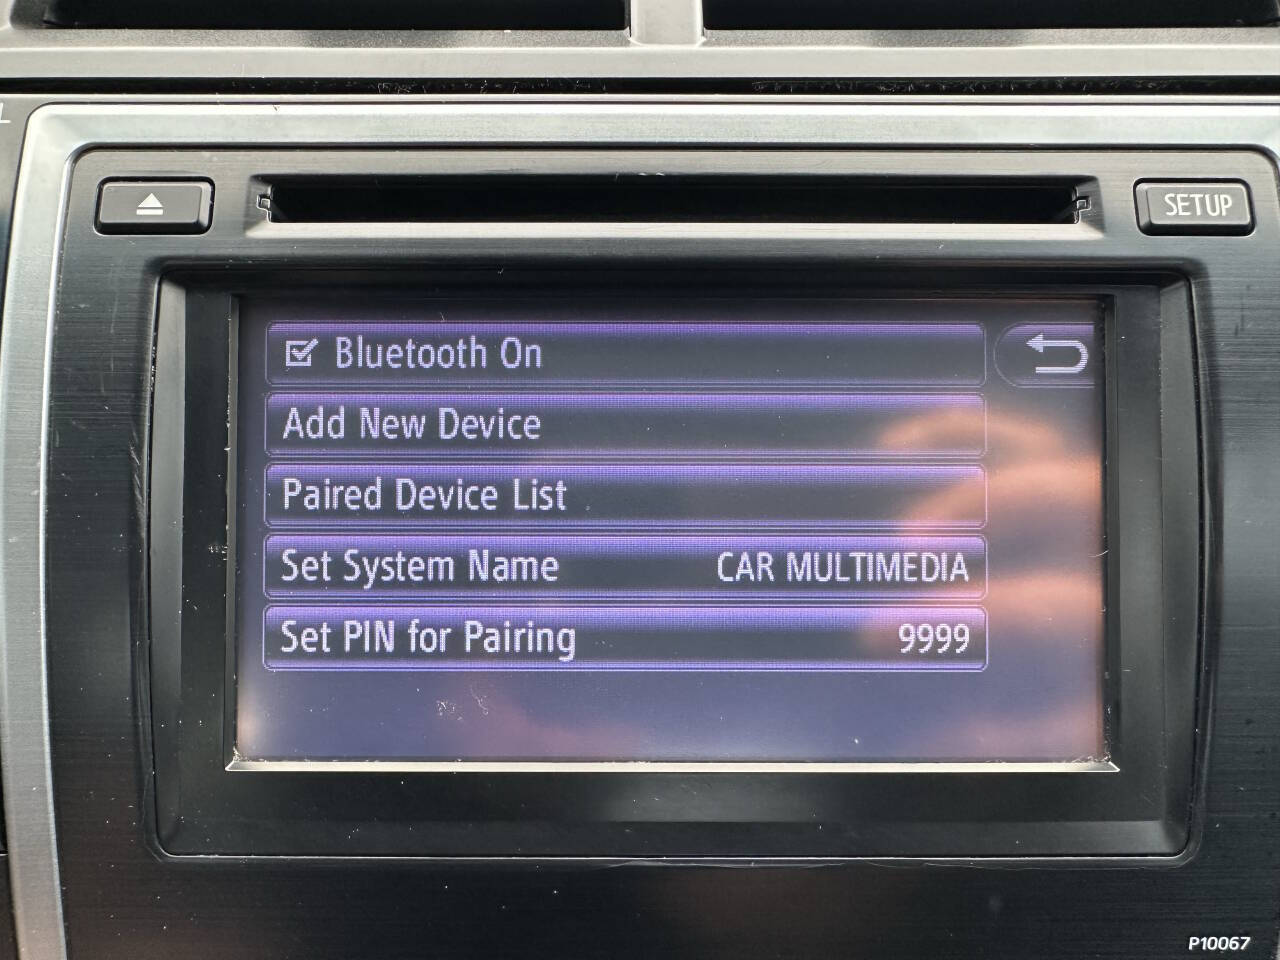 SETUP
Bluetooth On
Add New Device
Paired Device List
Set System Name CAR MULTIMEDIA
Set PIN for Pairing 9999
P10067